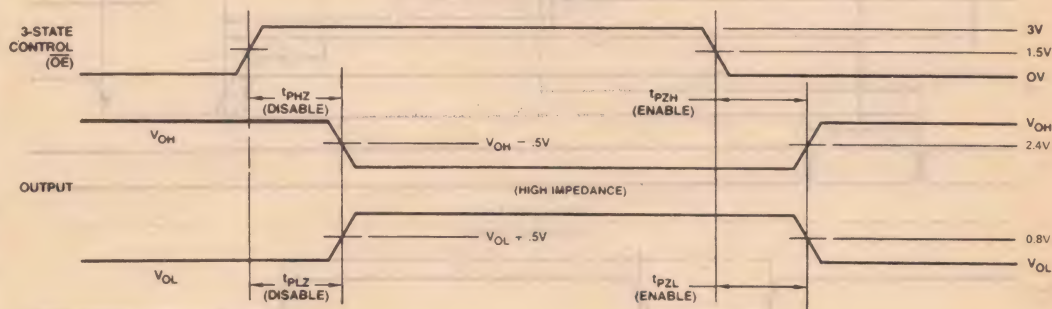 3-STATE
CONTROL
(OE)
3V
1.5V
0V
tPHZ
(DISABLE)
tPZH
(ENABLE)
VOH
VOH - .5V
VOH
2.4V
OUTPUT
(HIGH IMPEDANCE)
VOL + .5V
0.8V
VOL
VOL
tPLZ
(DISABLE)
tPZL
(ENABLE)